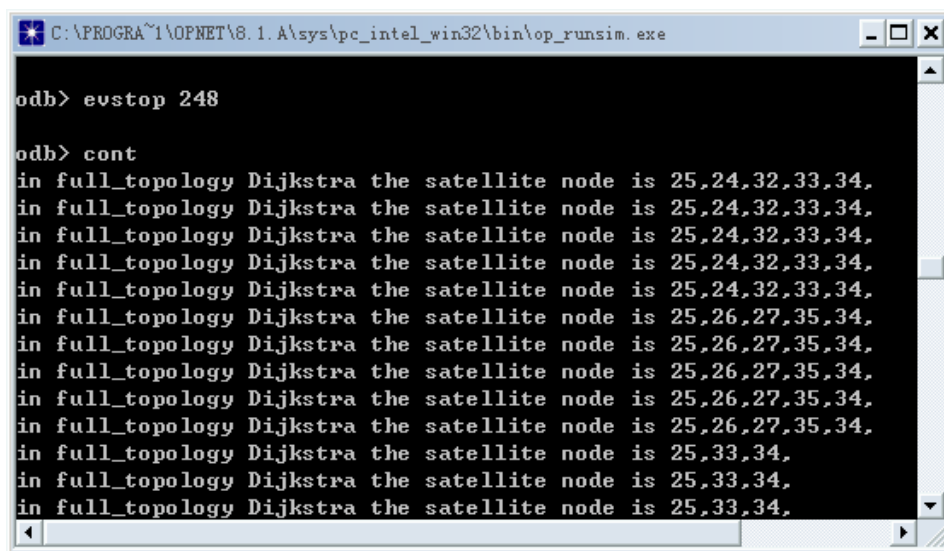 C:\PROGRA~1\OPNET\8.1.A\sys\pc_intel_win32\bin\op_runsim.exe
odb> evstop 248
odb> cont
in full_topology Dijkstra the satellite node is 25,24,32,33,34,
in full_topology Dijkstra the satellite node is 25,24,32,33,34,
in full_topology Dijkstra the satellite node is 25,24,32,33,34,
in full_topology Dijkstra the satellite node is 25,24,32,33,34,
in full_topology Dijkstra the satellite node is 25,24,32,33,34,
in full_topology Dijkstra the satellite node is 25,26,27,35,34,
in full_topology Dijkstra the satellite node is 25,26,27,35,34,
in full_topology Dijkstra the satellite node is 25,26,27,35,34,
in full_topology Dijkstra the satellite node is 25,26,27,35,34,
in full_topology Dijkstra the satellite node is 25,26,27,35,34,
in full_topology Dijkstra the satellite node is 25,33,34,
in full_topology Dijkstra the satellite node is 25,33,34,
in full_topology Dijkstra the satellite node is 25,33,34,